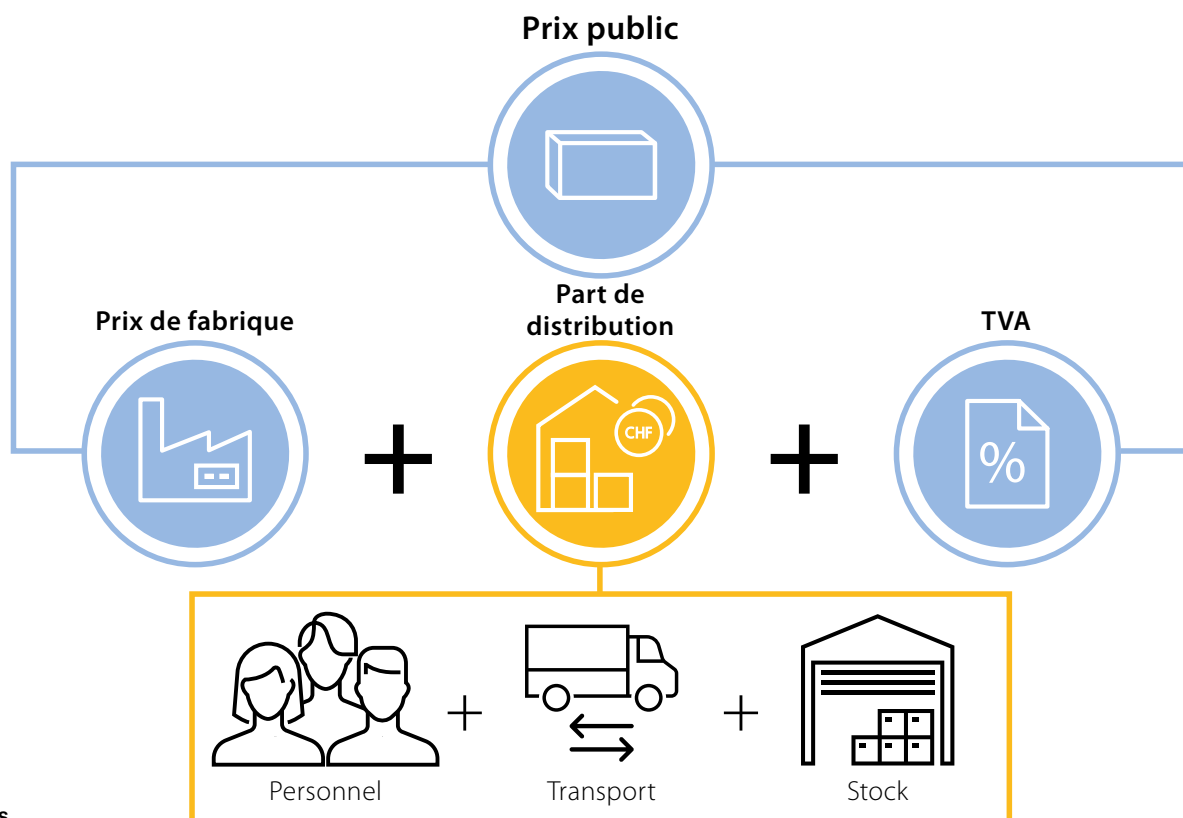 Prix public
Prix de fabrique
Part de
distribution
TVA
CHF
%
Personnel
Transport
Stock
s